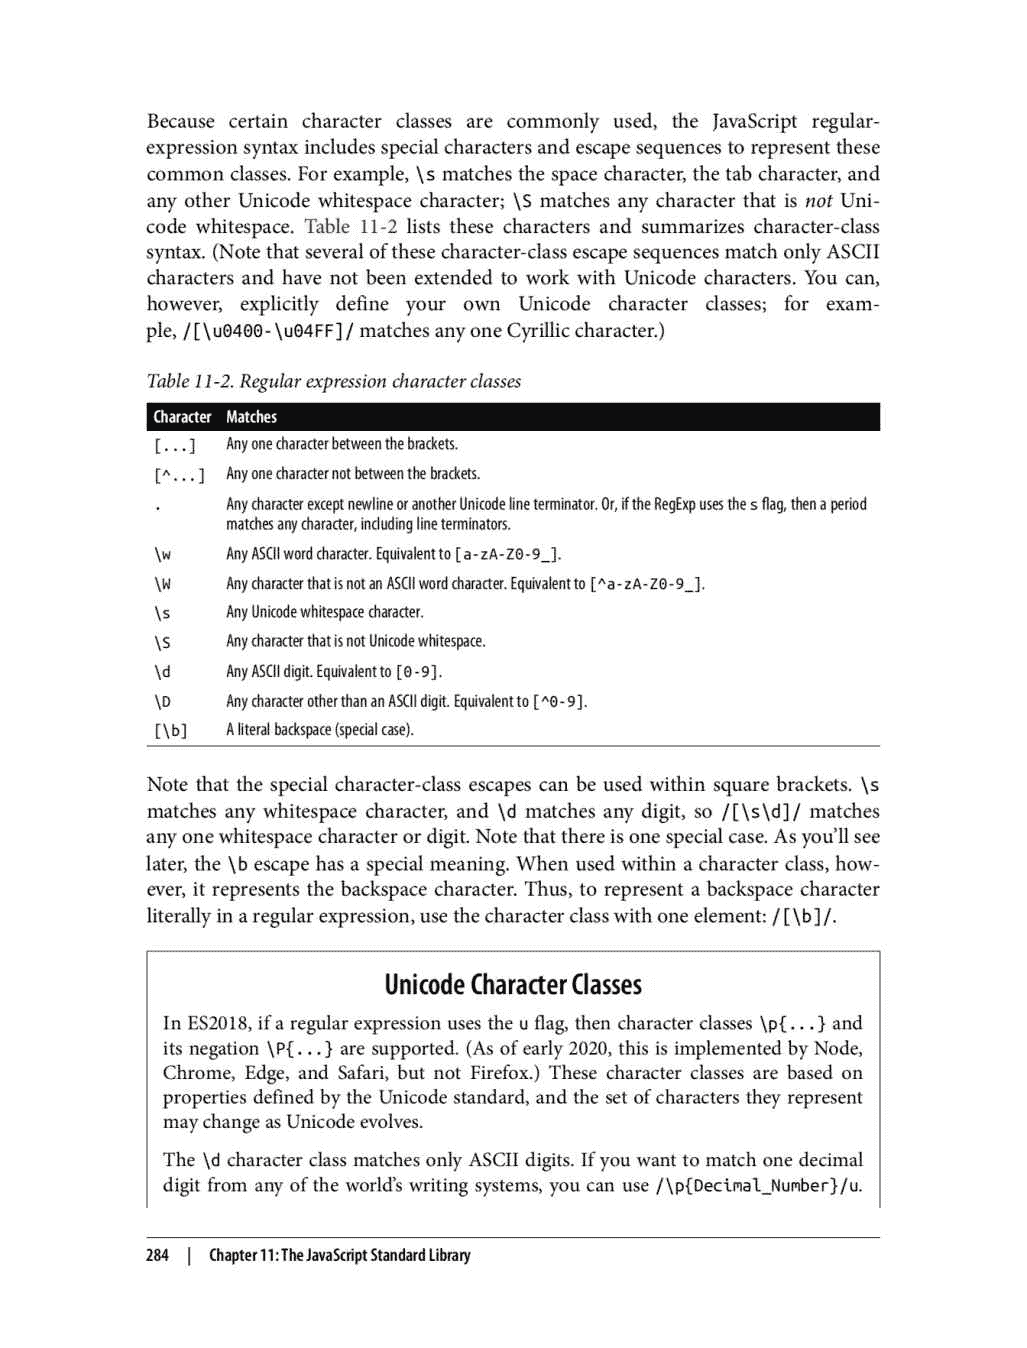 Because certain character classes are commonly used, the JavaScript regular-
expression syntax includes special characters and escape sequences to represent these
common classes. For example, \s matches the space character, the tab character, and
any other Unicode whitespace character; \S matches any character that is not Uni-
code whitespace. Table 11-2 lists these characters and summarizes character-class
syntax. (Note that several of these character-class escape sequences match only ASCII
characters and have not been extended to work with Unicode characters. You can,
however, explicitly define your own Unicode character classes; for exam-
ple, /[\u0400-\u04FF]/ matches any one Cyrillic character.)
Table 11-2. Regular expression character classes
Character Matches
[...] Any one character between the brackets.
[^...] Any one character not between the brackets.
. Any character except newline or another Unicode line terminator. Or, if the RegExp uses the s flag, then a period
matches any character, including line terminators.
\w Any ASCII word character. Equivalent to [a-zA-Z0-9_].
\W Any character that is not an ASCII word character. Equivalent to [^a-zA-Z0-9_].
\s Any Unicode whitespace character.
\S Any character that is not Unicode whitespace.
\d Any ASCII digit. Equivalent to [0-9].
\D Any character other than an ASCII digit. Equivalent to [^0-9].
[\b] A literal backspace (special case).
Note that the special character-class escapes can be used within square brackets. \s
matches any whitespace character, and \d matches any digit, so /[\s\d]/ matches
any one whitespace character or digit. Note that there is one special case. As you’ll see
later, the \b escape has a special meaning. When used within a character class, how-
ever, it represents the backspace character. Thus, to represent a backspace character
literally in a regular expression, use the character class with one element: /[\b]/.
Unicode Character Classes
In ES2018, if a regular expression uses the u flag, then character classes \p{...} and
its negation \P{...} are supported. (As of early 2020, this is implemented by Node,
Chrome, Edge, and Safari, but not Firefox.) These character classes are based on
properties defined by the Unicode standard, and the set of characters they represent
may change as Unicode evolves.
The \d character class matches only ASCII digits. If you want to match one decimal
digit from any of the world’s writing systems, you can use /\p{Decimal_Number}/u.
284 | Chapter 11: The JavaScript Standard Library